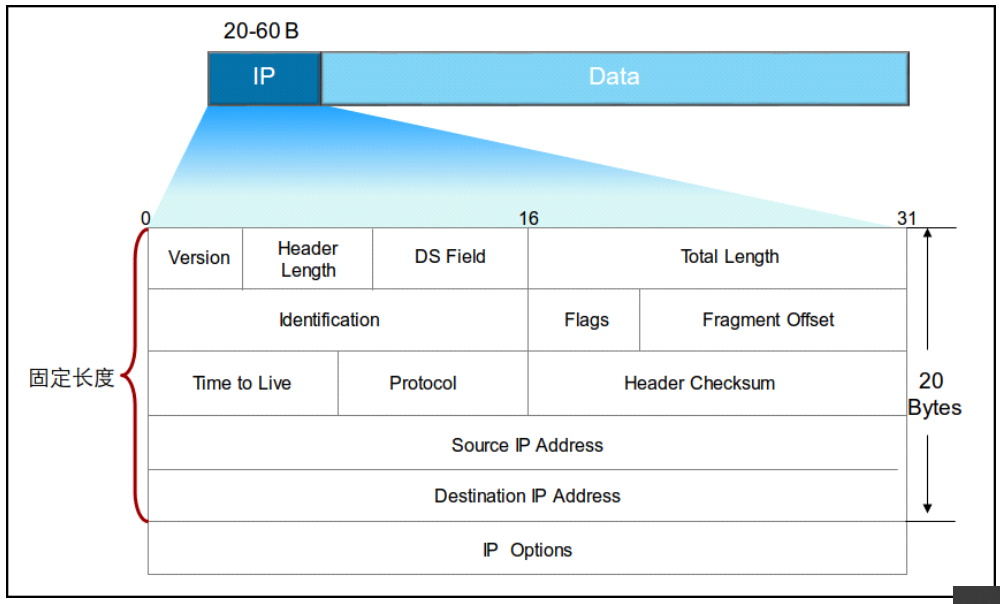 20-60 B
IP
Data
0
16
31
Version
Header
Length
DS Field
Total Length
Identification
Flags
Fragment Offset
固定长度
Time to Live
Protocol
Header Checksum
20
Bytes
Source IP Address
Destination IP Address
IP Options